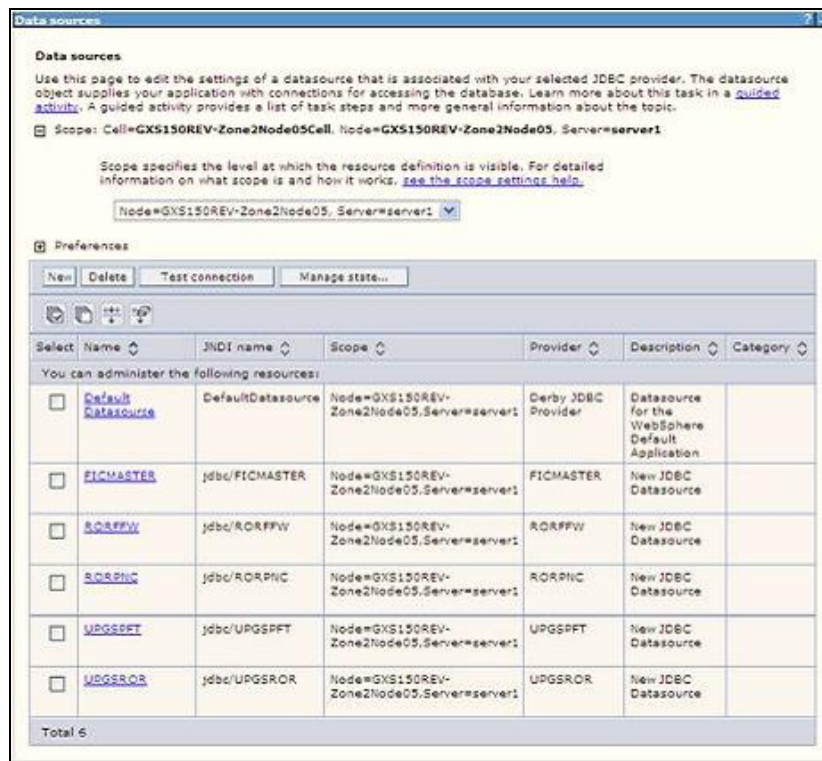 Data sources
?
Data sources
Use this page to edit the settings of a datasource that is associated with your selected JDBC provider. The datasource
object supplies your application with connections for accessing the database. Learn more about this task in a guided
activity. A guided activity provides a list of task steps and more general information about the topic.
Scope: Cell=GXS150REV-Zone2Node05Cell, Node=GXS150REV-Zone2Node05, Server=server1
Scope specifies the level at which the resource definition is visible. For detailed
information on what scope is and how it works, see the scope settings help.
Node=GXS150REV-Zone2Node05, Server=server1
Preferences
New Delete Test connection Manage state...
Select Name JNDI name Scope Provider Description Category
You can administer the following resources:
Default DefaultDatasource Node=GXS150REV- Derby JDBC Datasource
Datasource Zone2Node05,Server=server1 Provider for the
WebSphere
Default
Application
FICMASTER jdbc/FICMASTER Node=GXS150REV- FICMASTER New JDBC
Zone2Node05,Server=server1 Datasource
RORFFW jdbc/RORFFW Node=GXS150REV- RORFFW New JDBC
Zone2Node05,Server=server1 Datasource
RORPNC jdbc/RORPNC Node=GXS150REV- RORPNC New JDBC
Zone2Node05,Server=server1 Datasource
UPGSPFT jdbc/UPGSPFT Node=GXS150REV- UPGSPFT New JDBC
Zone2Node05,Server=server1 Datasource
UPGSROR jdbc/UPGSROR Node=GXS150REV- UPGSROR New JDBC
Zone2Node05,Server=server1 Datasource
Total 6